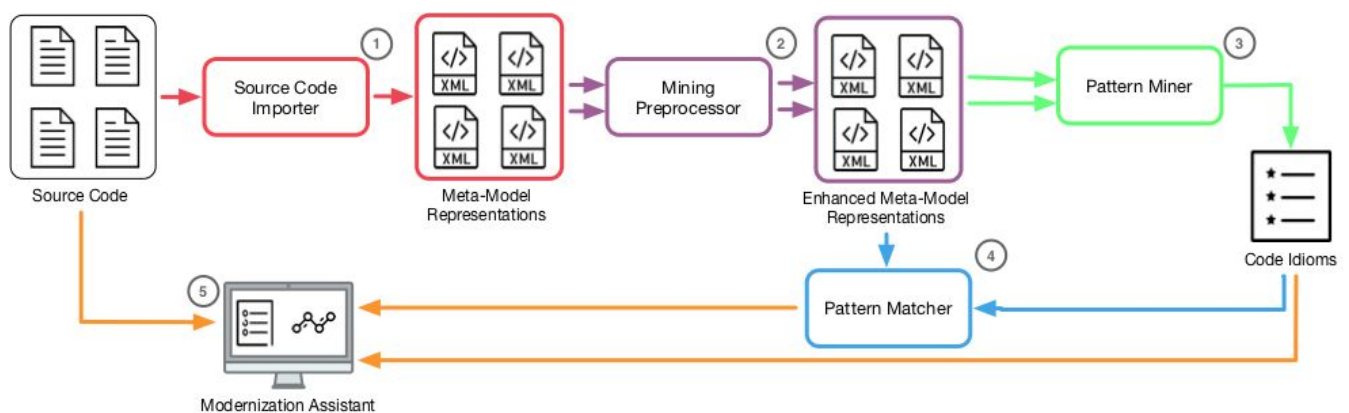 1
2
3
Source Code
Importer
Mining
Preprocessor
Pattern Miner
</>
XML
</>
XML
</>
XML
</>
XML
</>
XML
</>
XML
</>
XML
</>
XML
Source Code
Meta-Model
Representations
Enhanced Meta-Model
Representations
4
Code Idioms
5
Pattern Matcher
Modernization Assistant